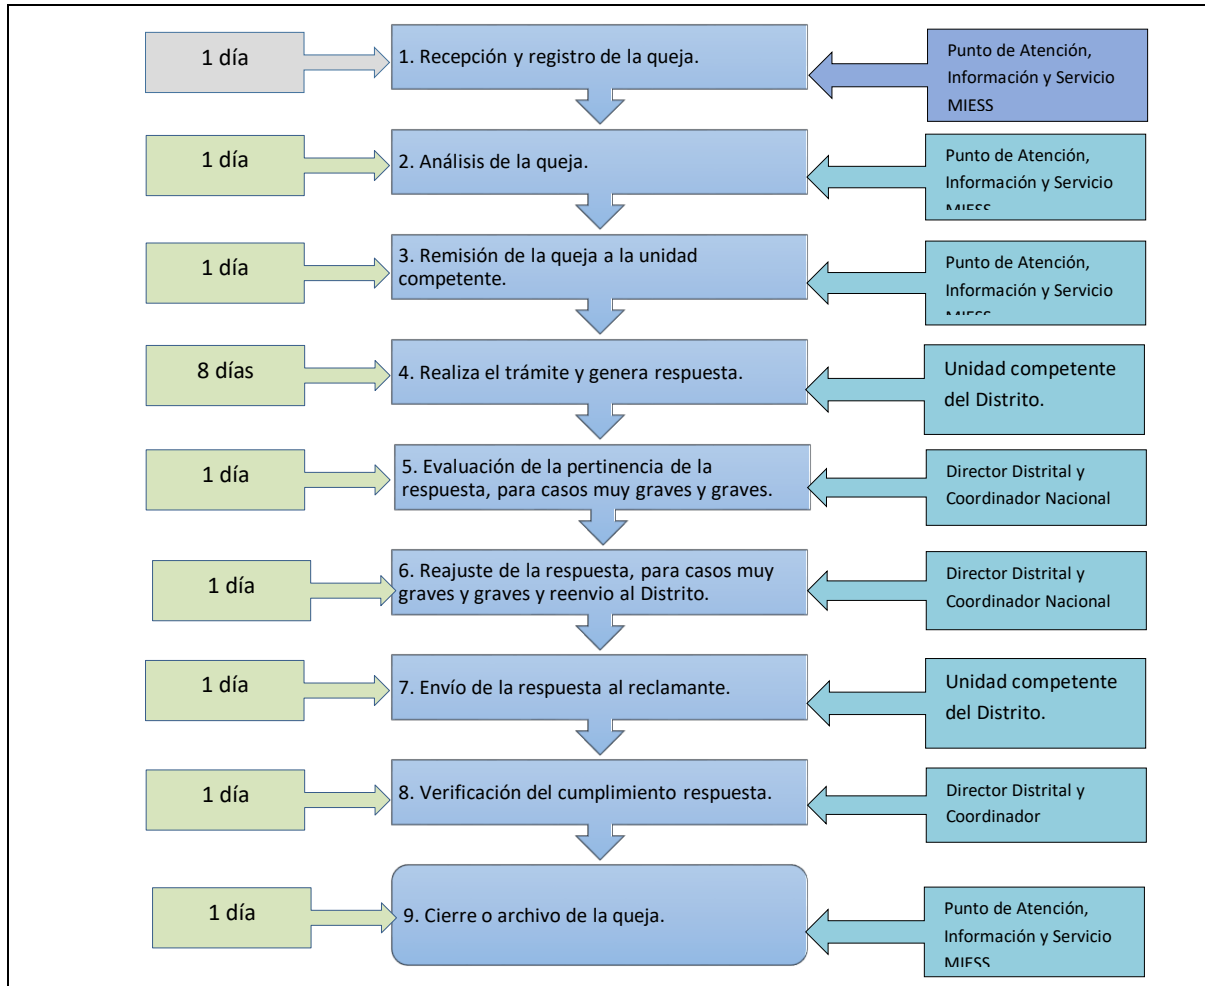 1 día
1. Recepción y registro de la queja.
Punto de Atención,
Información y Servicio
MIESS
1 día
2. Análisis de la queja.
Punto de Atención,
Información y Servicio
MIESS
1 día
3. Remisión de la queja a la unidad
competente.
Punto de Atención,
Información y Servicio
MIESS
8 días
4. Realiza el trámite y genera respuesta.
Unidad competente
del Distrito.
1 día
5. Evaluación de la pertinencia de la
respuesta, para casos muy graves y graves.
Director Distrital y
Coordinador Nacional
1 día
6. Reajuste de la respuesta, para casos muy
graves y graves y reenvio al Distrito.
Director Distrital y
Coordinador Nacional
1 día
7. Envío de la respuesta al reclamante.
Unidad competente
del Distrito.
1 día
8. Verificación del cumplimiento respuesta.
Director Distrital y
Coordinador
1 día
9. Cierre o archivo de la queja.
Punto de Atención,
Información y Servicio
MIESS